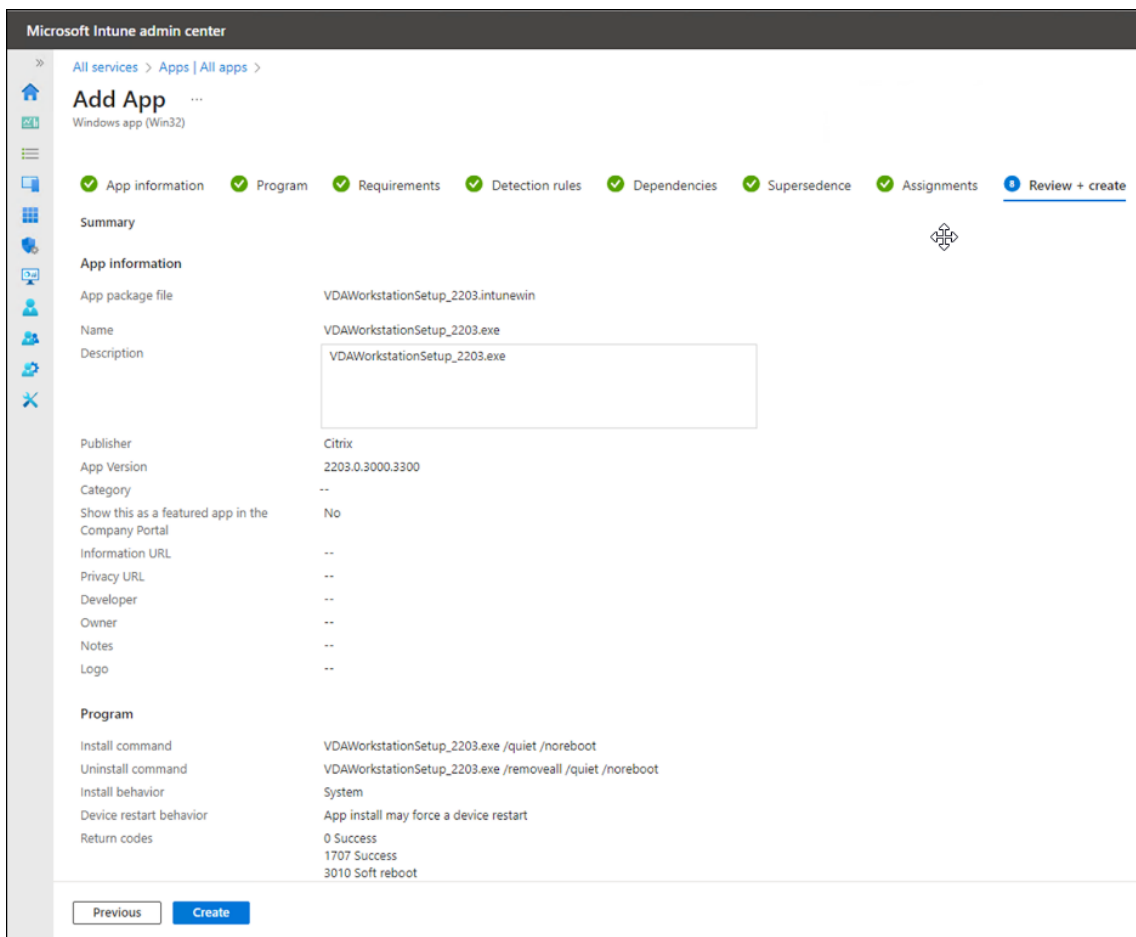 Microsoft Intune admin center
»
All services > Apps | All apps >
Add App ...
Windows app (Win32)
App information Program Requirements Detection rules Dependencies Supersedence Assignments 8 Review + create
Summary
App information
App package file VDAWorkstationSetup_2203.intunewin
Name VDAWorkstationSetup_2203.exe
Description VDAWorkstationSetup_2203.exe
Publisher Citrix
App Version 2203.0.3000.3300
Category --
Show this as a featured app in the No
Company Portal
Information URL --
Privacy URL --
Developer --
Owner --
Notes --
Logo --
Program
Install command VDAWorkstationSetup_2203.exe /quiet /noreboot
Uninstall command VDAWorkstationSetup_2203.exe /removeall /quiet /noreboot
Install behavior System
Device restart behavior App install may force a device restart
Return codes 0 Success
1707 Success
3010 Soft reboot
Previous Create